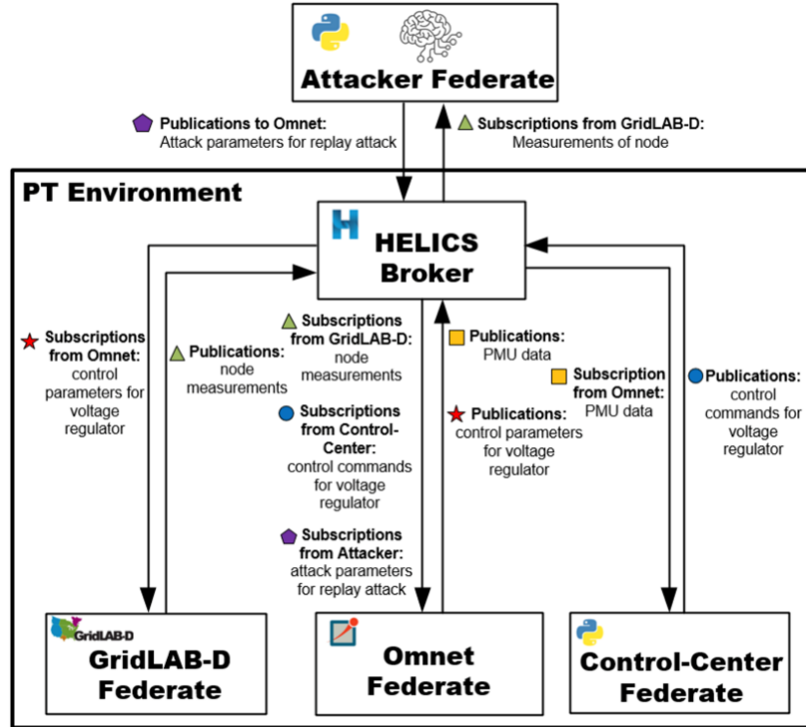 Attacker Federate
Publications to Omnet:
Attack parameters for replay attack
Subscriptions from GridLAB-D:
Measurements of node
PT Environment
H
HELICS
Broker
Subscriptions
from Omnet:
control
parameters for
voltage
regulator
Publications:
node
measurements
Subscriptions
from GridLAB-D:
node
measurements
Subscriptions
from Control-
Center:
control commands
for voltage
regulator
Subscriptions
from Attacker:
attack parameters
for replay attack
Publications:
PMU data
Publications:
control parameters
for voltage
regulator
Subscription
from Omnet:
PMU data
Publications:
control
commands for
voltage
regulator
GridLAB-D
GridLAB-D
Federate
Omnet
Federate
Control-Center
Federate